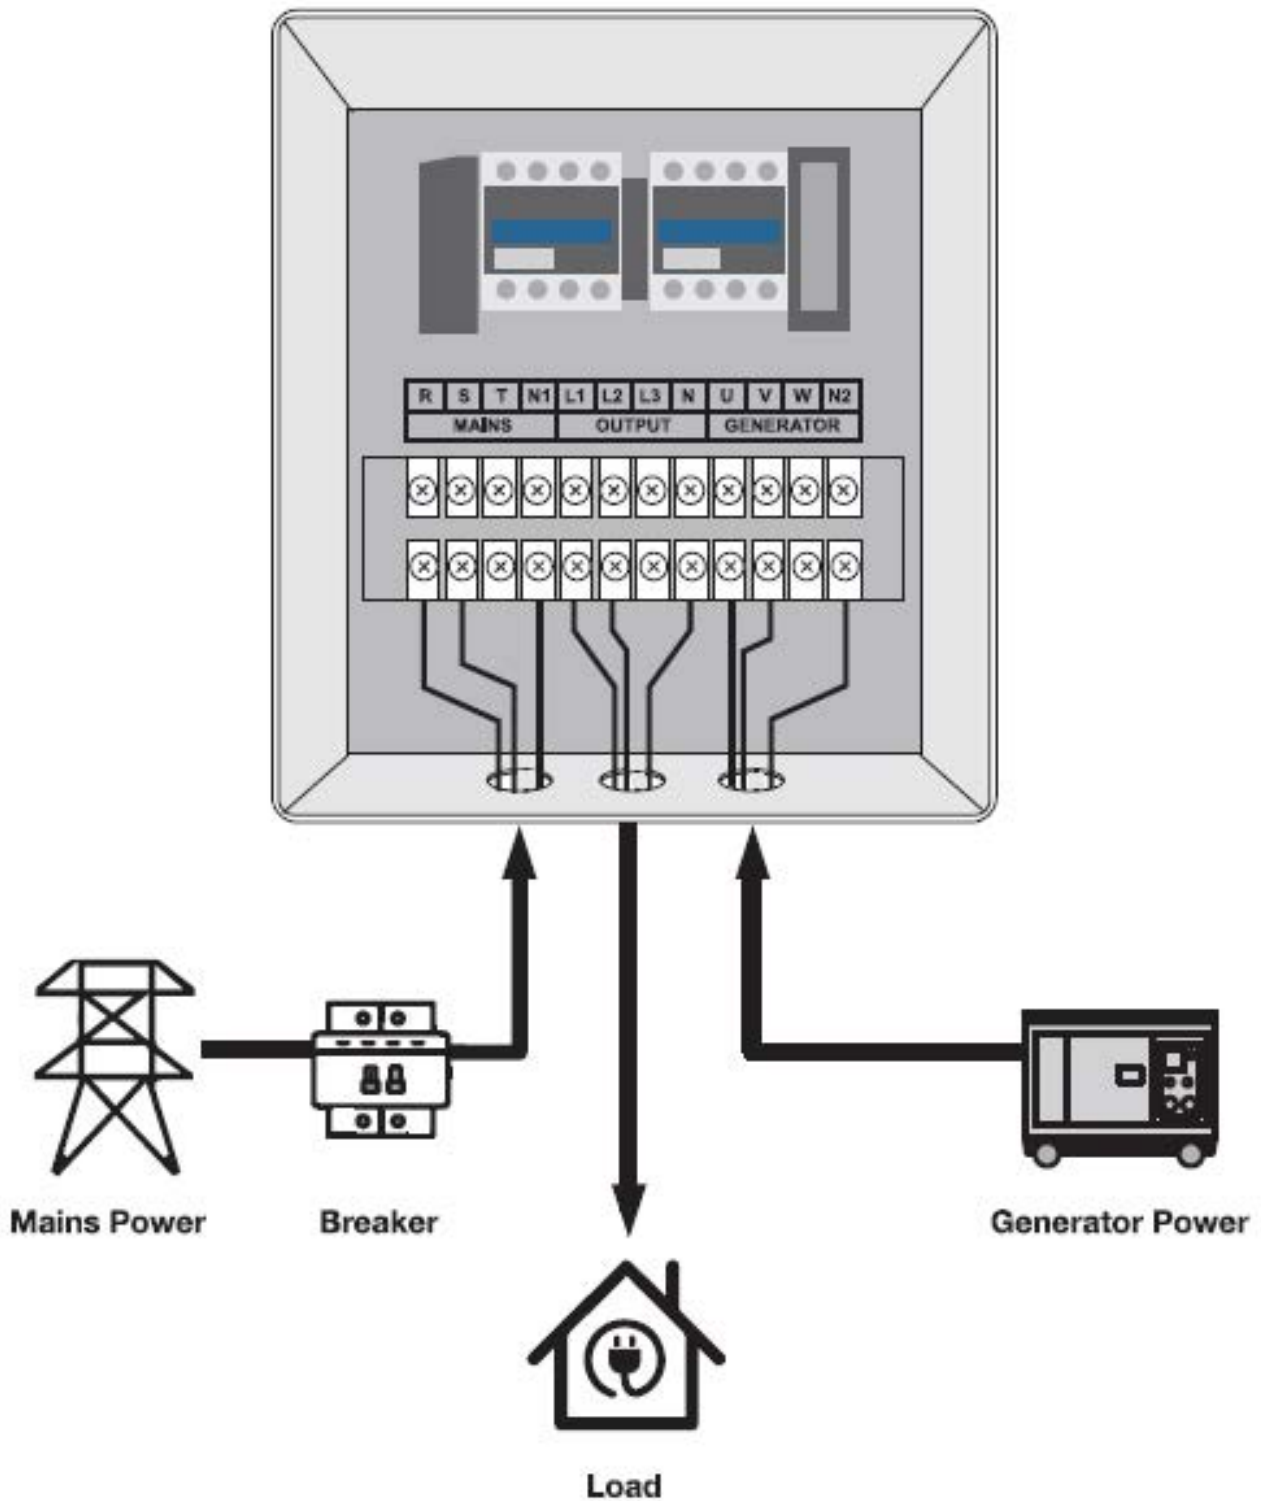 R S T N1 L1 L2 L3 N U V W N2
MAINS OUTPUT GENERATOR
Mains Power
Breaker
Generator Power
Load